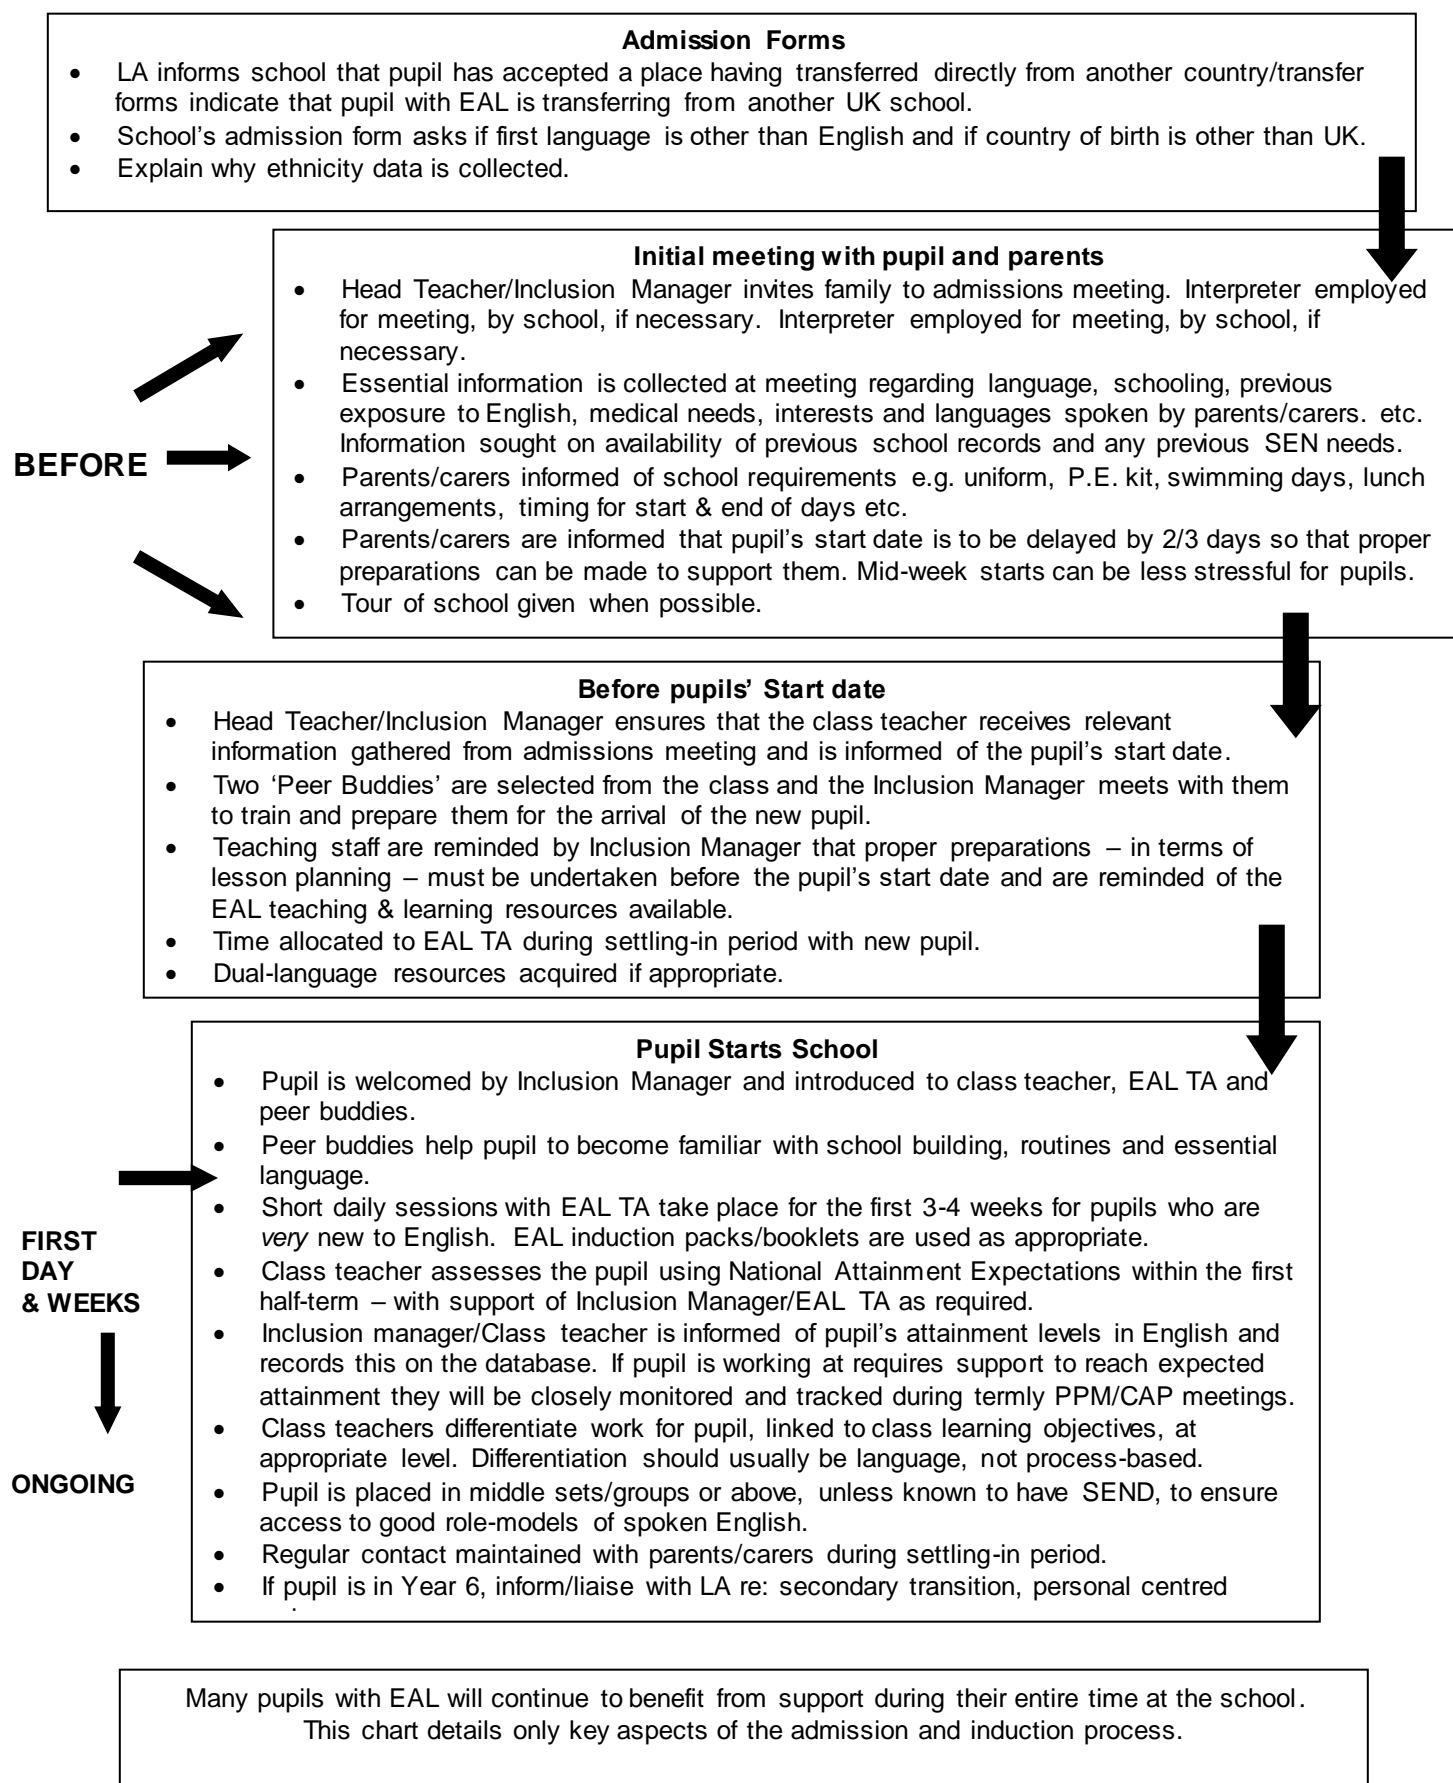 Admission Forms
• LA informs school that pupil has accepted a place having transferred directly from another country/transfer
forms indicate that pupil with EAL is transferring from another UK school.
• School's admission form asks if first language is other than English and if country of birth is other than UK.
• Explain why ethnicity data is collected.
Initial meeting with pupil and parents
• Head Teacher/Inclusion Manager invites family to admissions meeting. Interpreter employed
for meeting, by school, if necessary. Interpreter employed for meeting, by school, if
necessary.
• Essential information is collected at meeting regarding language, schooling, previous
exposure to English, medical needs, interests and languages spoken by parents/carers. etc.
Information sought on availability of previous school records and any previous SEN needs.
• Parents/carers informed of school requirements e.g. uniform, P.E. kit, swimming days, lunch
arrangements, timing for start & end of days etc.
• Parents/carers are informed that pupil's start date is to be delayed by 2/3 days so that proper
preparations can be made to support them. Mid-week starts can be less stressful for pupils.
• Tour of school given when possible.
BEFORE
Before pupils' Start date
• Head Teacher/Inclusion Manager ensures that the class teacher receives relevant
information gathered from admissions meeting and is informed of the pupil's start date.
• Two 'Peer Buddies' are selected from the class and the Inclusion Manager meets with them
to train and prepare them for the arrival of the new pupil.
• Teaching staff are reminded by Inclusion Manager that proper preparations – in terms of
lesson planning – must be undertaken before the pupil's start date and are reminded of the
EAL teaching & learning resources available.
• Time allocated to EAL TA during settling-in period with new pupil.
• Dual-language resources acquired if appropriate.
Pupil Starts School
• Pupil is welcomed by Inclusion Manager and introduced to class teacher, EAL TA and
peer buddies.
• Peer buddies help pupil to become familiar with school building, routines and essential
language.
• Short daily sessions with EAL TA take place for the first 3-4 weeks for pupils who are
very new to English. EAL induction packs/booklets are used as appropriate.
• Class teacher assesses the pupil using National Attainment Expectations within the first
half-term – with support of Inclusion Manager/EAL TA as required.
• Inclusion manager/Class teacher is informed of pupil's attainment levels in English and
records this on the database. If pupil is working at requires support to reach expected
attainment they will be closely monitored and tracked during termly PPM/CAP meetings.
• Class teachers differentiate work for pupil, linked to class learning objectives, at
appropriate level. Differentiation should usually be language, not process-based.
• Pupil is placed in middle sets/groups or above, unless known to have SEND, to ensure
access to good role-models of spoken English.
• Regular contact maintained with parents/carers during settling-in period.
• If pupil is in Year 6, inform/liaise with LA re: secondary transition, personal centred
FIRST
DAY
& WEEKS
ONGOING
Many pupils with EAL will continue to benefit from support during their entire time at the school.
This chart details only key aspects of the admission and induction process.